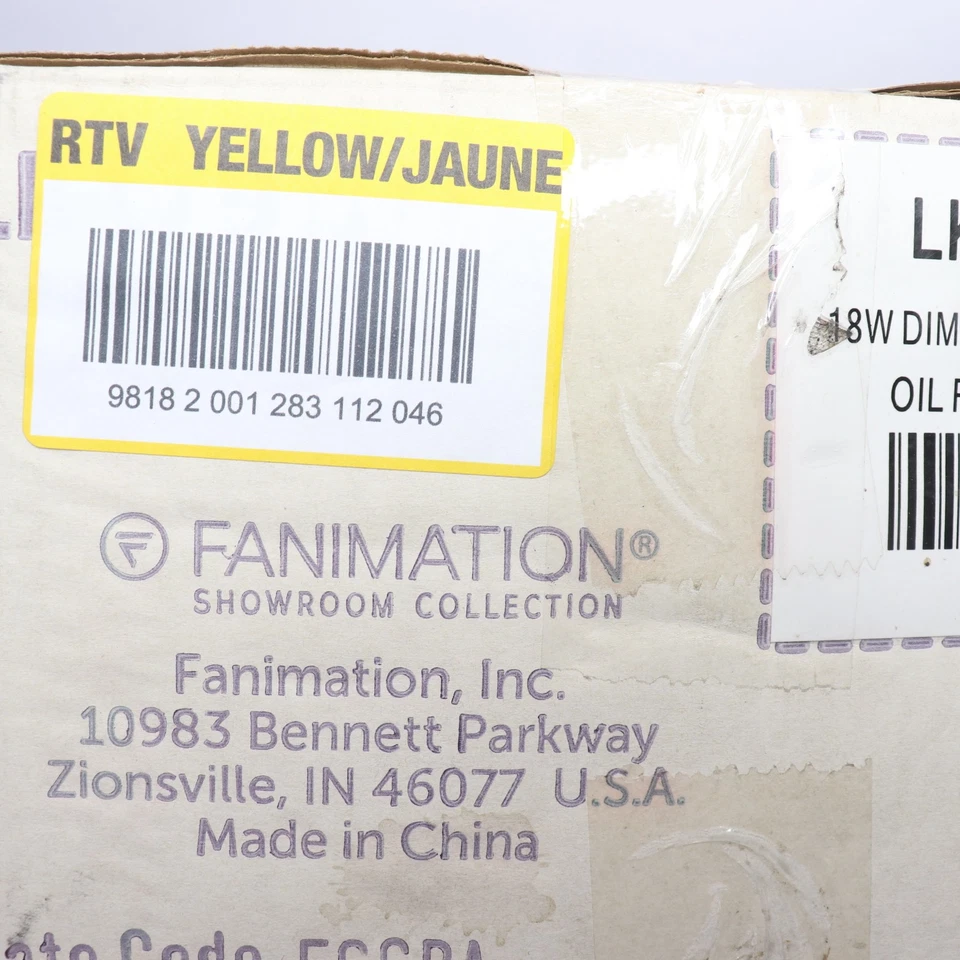 RTV YELLOW/JAUNE
9818 2 001 283 112 046
18W DIM
OIL
FANIMATION®
SHOWROOM COLLECTION
Fanimation, Inc.
10983 Bennett Parkway
Zionsville, IN 46077 U.S.A.
Made in China
Code